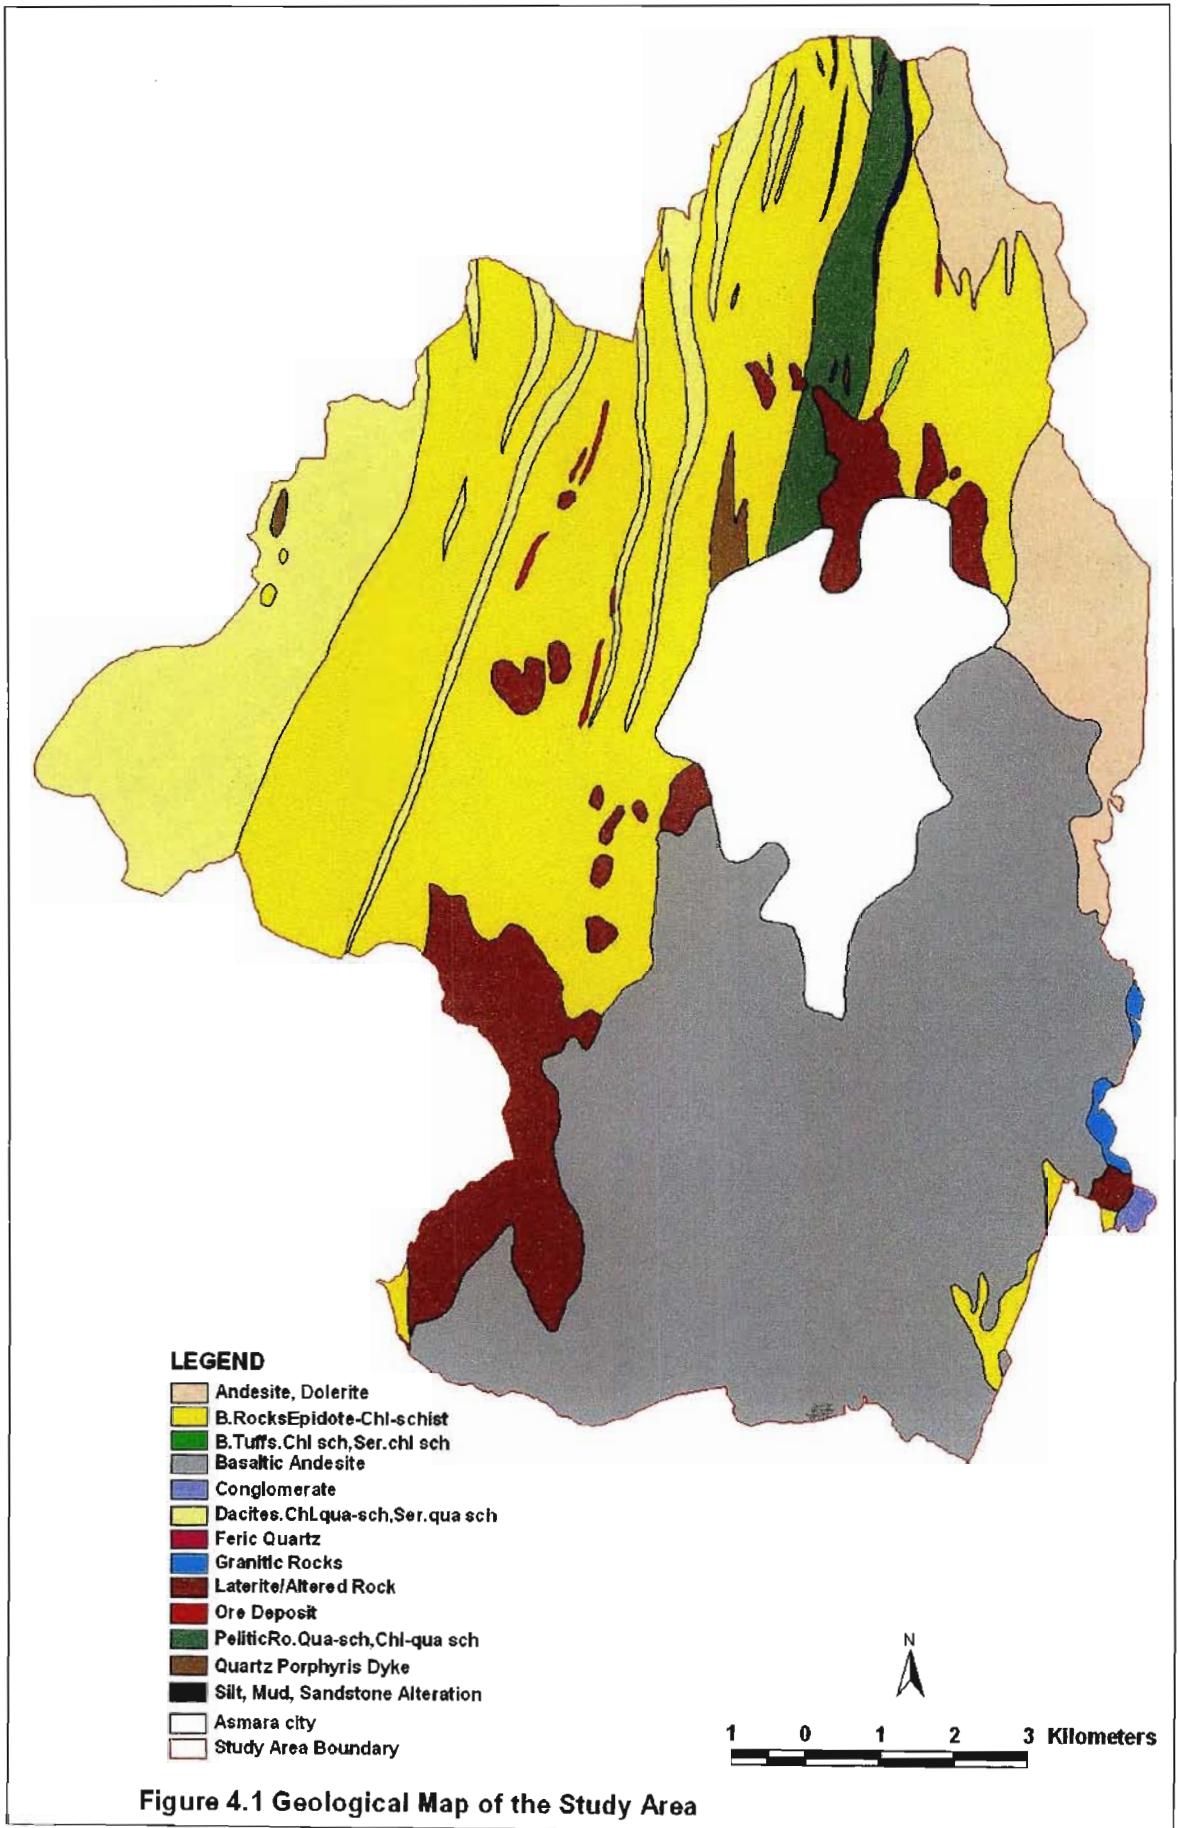 LEGEND
Andesite, Dolerite
B.RocksEpidote-Chl-schist
B.Tuffs.Chl sch,Ser.chl sch
Basaltic Andesite
Conglomerate
Dacites.Chl.qua-sch,Ser.qua sch
Feric Quartz
Granitic Rocks
Laterite/Altered Rock
Ore Deposit
PeliticRo.Qua-sch,Chl-qua sch
Quartz Porphyris Dyke
Silt, Mud, Sandstone Alteration
Asmara city
Study Area Boundary
N
1 0 1 2 3 Kilometers
Figure 4.1 Geological Map of the Study Area